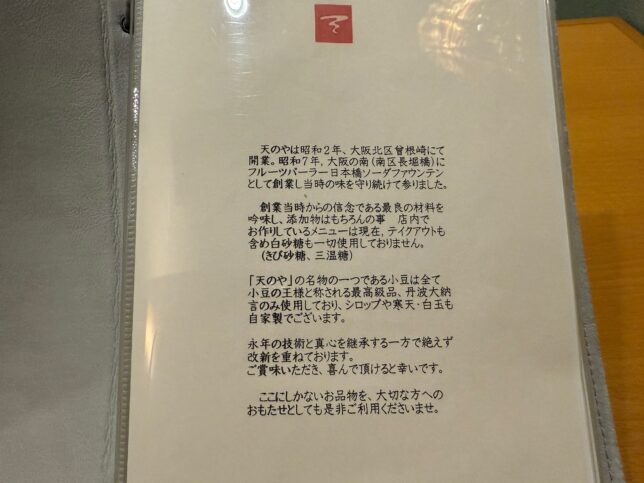 天のやは昭和2年、大阪北区曾根崎にて
開業。昭和7年,大阪の南(南区長堀橋)に
フルーツパーラー日本橋ソーダファウンテン
として創業し当時の味を守り続けて参りました。
創業当時からの信念である最良の材料を
吟味し、添加物はもちろんの事　店内で
お作りしているメニューは現在,テイクアウトも
含め白砂糖も一切使用しておりません。
(きび砂糖、三温糖)
「天のや」の名物の一つである小豆は全て
小豆の王様と称される最高級品、丹波大納
言のみ使用しており、シロップや寒天・白玉も
自家製でございます。
永年の技術と真心を継承する一方で絶えず
改新を重ねております。
ご賞味いただき、喜んで頂けると幸いです。
ここにしかないお品物を、大切な方への
おもたせとしても是非ご利用くださいませ。